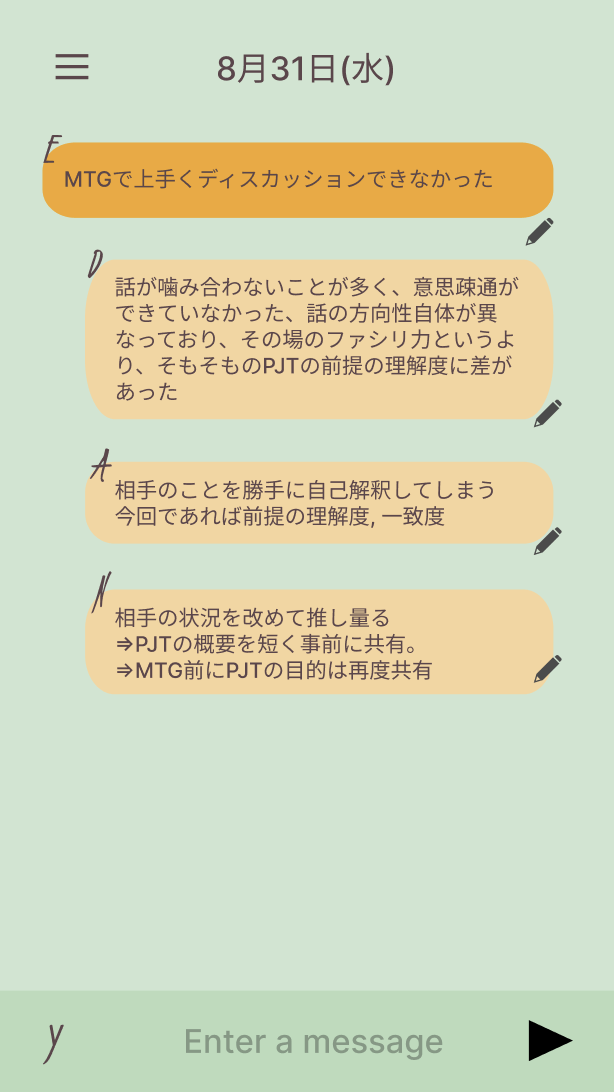 8月31日(水)
E
MTGで上手くディスカッションできなかった
D
話が噛み合わないことが多く、意思疎通が
できていなかった、話の方向性自体が異
なっており、その場のファシリ力というよ
り、そもそものPJTの前提の理解度に差が
あった
A
相手のことを勝手に自己解釈してしまう
今回であれば前提の理解度, 一致度
N
相手の状況を改めて推し量る
⇒PJTの概要を短く事前に共有。
⇒MTG前にPJTの目的は再度共有
y Enter a message